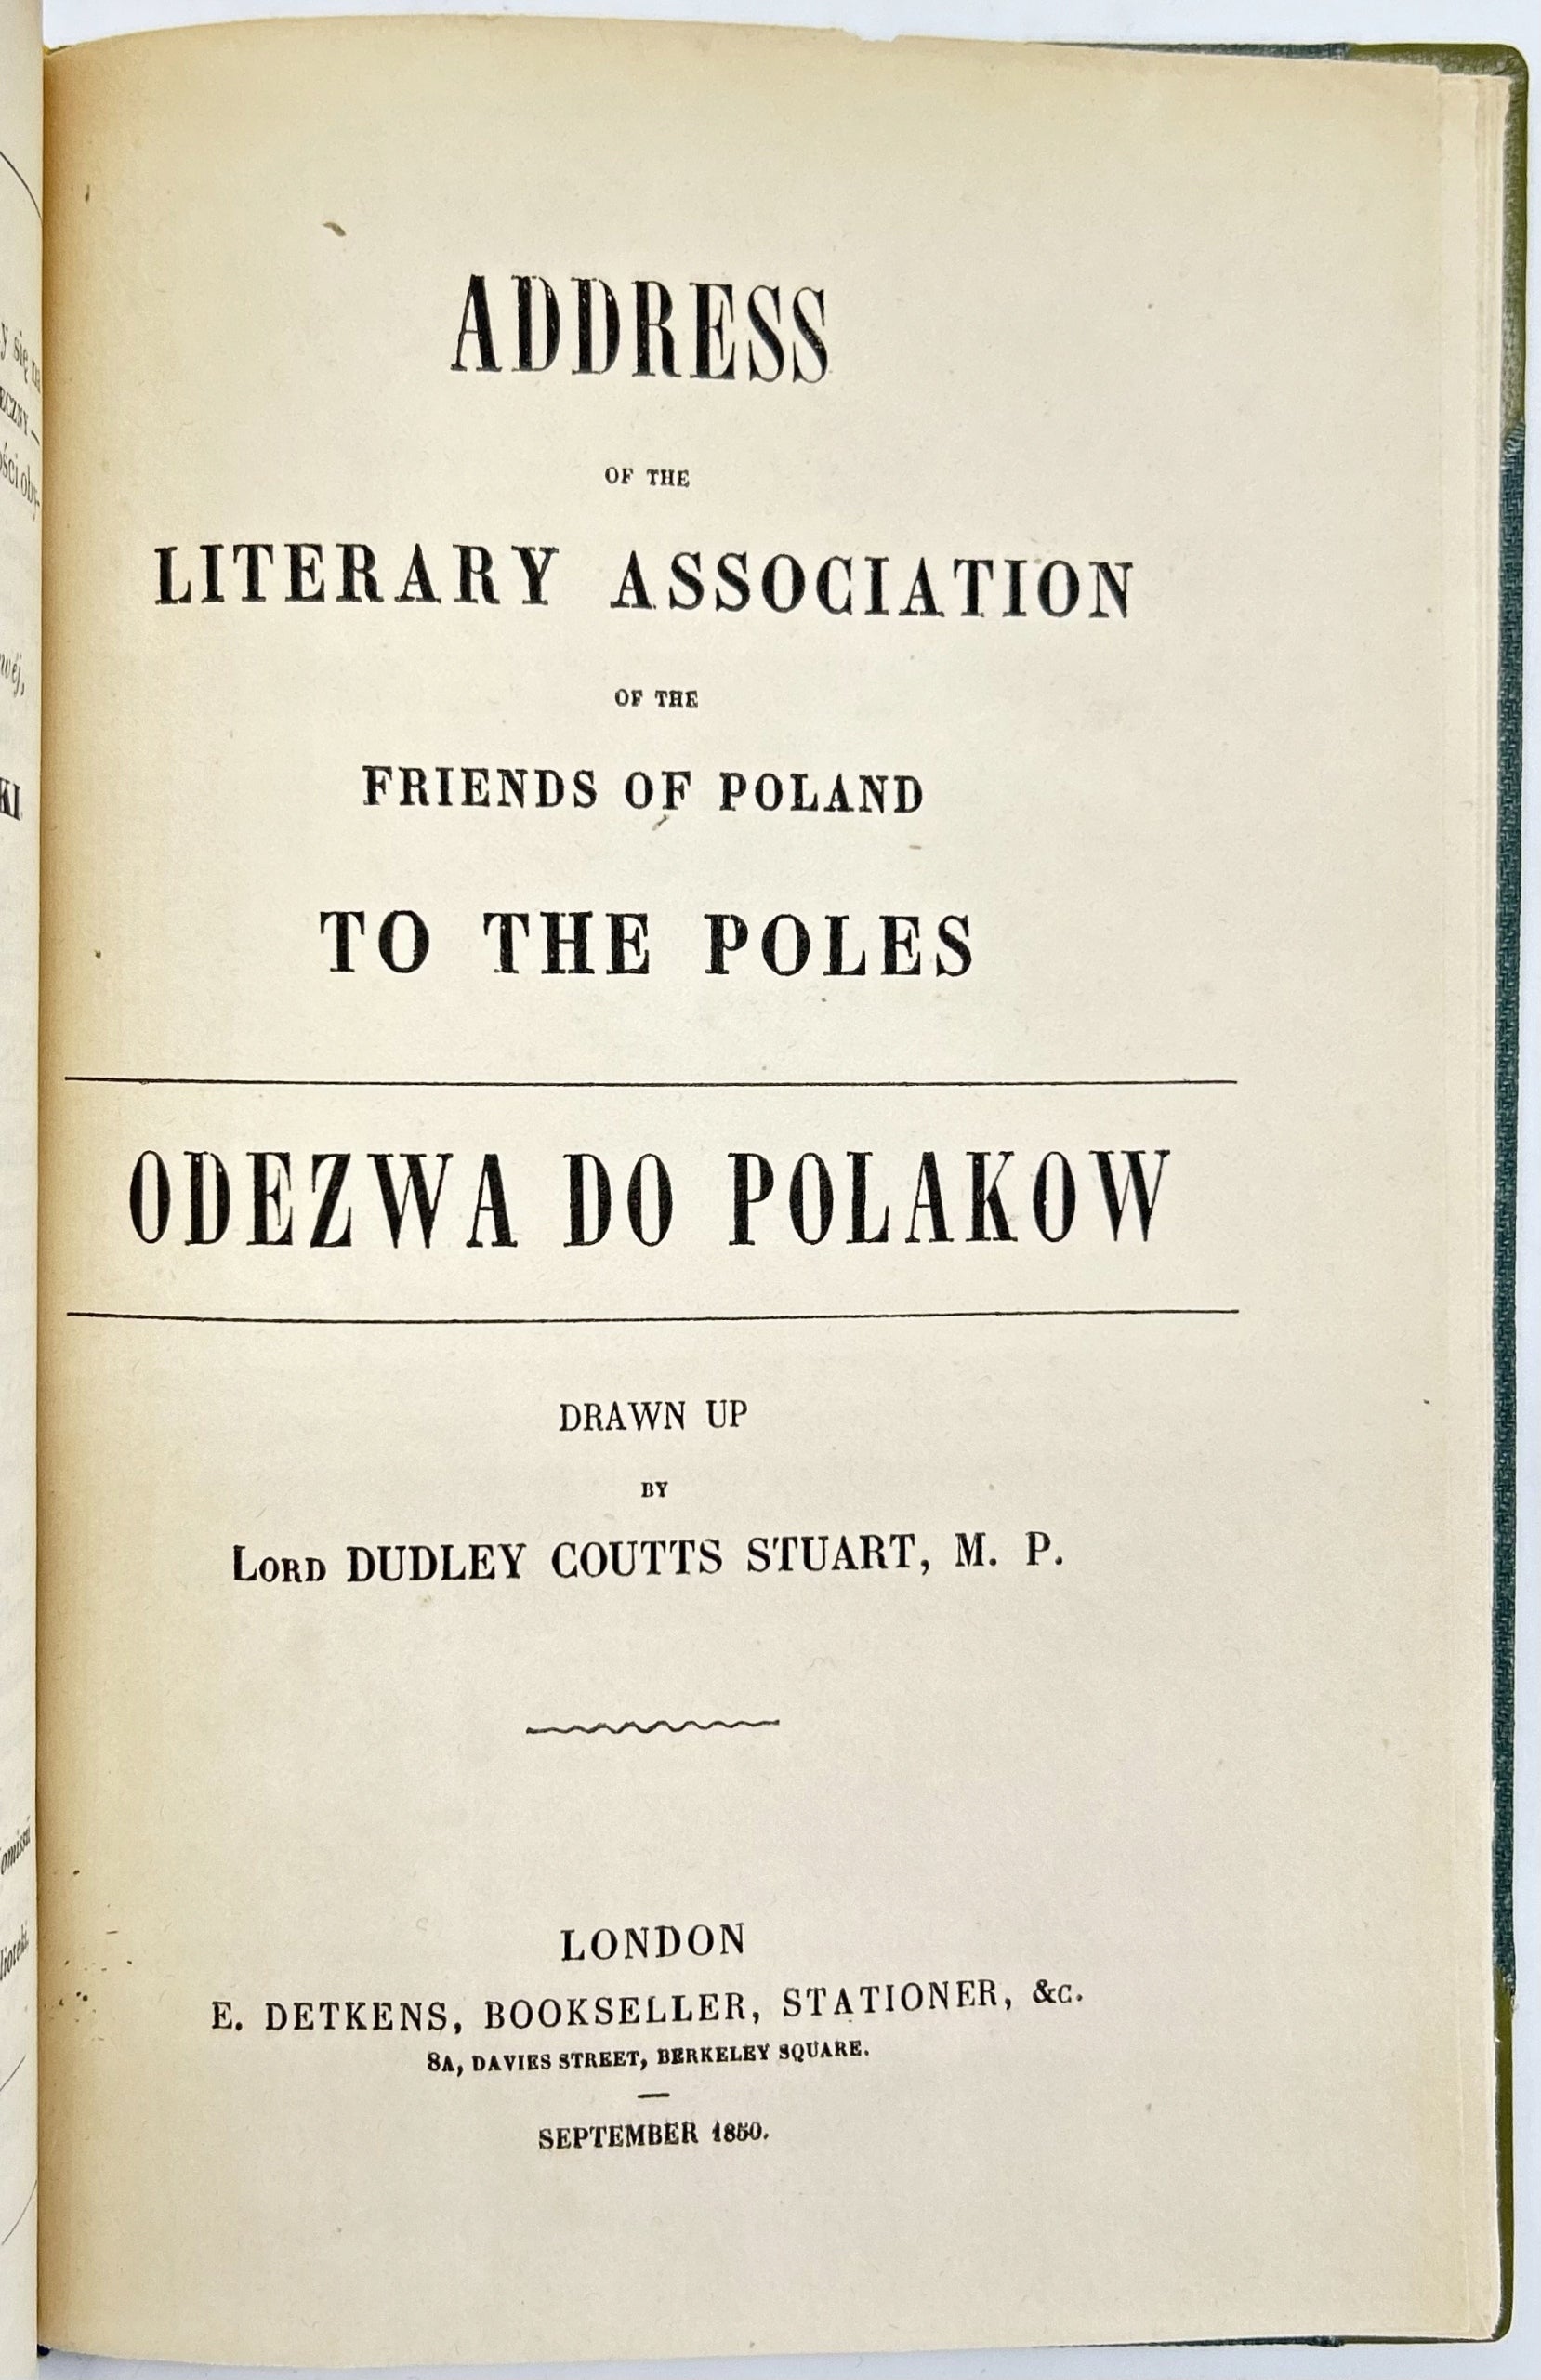 ADDRESS
OF THE
LITERARY ASSOCIATION
OF THE
FRIENDS OF POLAND
TO THE POLES
ODEZWA DO POLAKOW
DRAWN UP
BY
LORD DUDLEY COUTTS STUART, M. P.
LONDON
E. DETKENS, BOOKSELLER, STATIONER, &c.
8A, DAVIES STREET, BERKELEY SQUARE.
SEPTEMBER 1850.